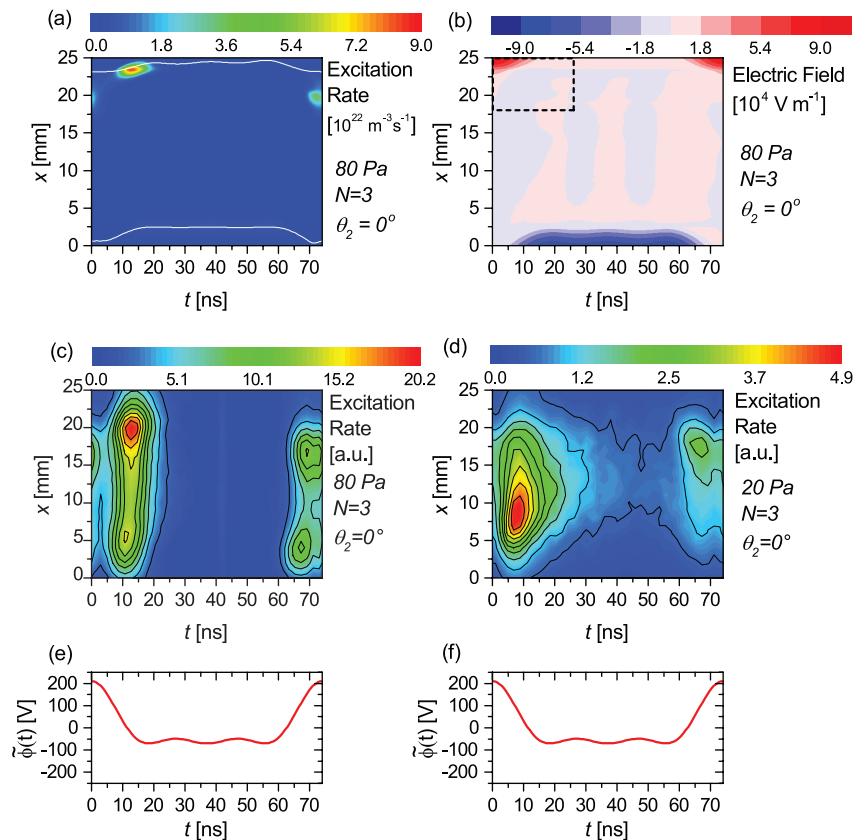 (a)
0.0 1.8 3.6 5.4 7.2 9.0
25
20
15
10
5
0
x [mm]
0 10 20 30 40 50 60 70
t [ns]
Excitation
Rate
[10²² m⁻³s⁻¹]
80 Pa
N=3
θ₂ = 0°
(b)
-9.0 -5.4 -1.8 1.8 5.4 9.0
25
20
15
10
5
0
x [mm]
0 10 20 30 40 50 60 70
t [ns]
Electric Field
[10⁴ V m⁻¹]
80 Pa
N=3
θ₂ = 0°
(c)
0.0 5.1 10.1 15.2 20.2
25
20
15
10
5
0
x [mm]
0 10 20 30 40 50 60 70
t [ns]
Excitation
Rate
[a.u.]
80 Pa
N=3
θ₂=0°
(d)
0.0 1.2 2.5 3.7 4.9
25
20
15
10
5
0
x [mm]
0 10 20 30 40 50 60 70
t [ns]
Excitation
Rate
[a.u.]
20 Pa
N=3
θ₂=0°
(e)
200
100
0
-100
-200
ϕ̃(t) [V]
0 10 20 30 40 50 60 70
t [ns]
(f)
200
100
0
-100
-200
ϕ̃(t) [V]
0 10 20 30 40 50 60 70
t [ns]